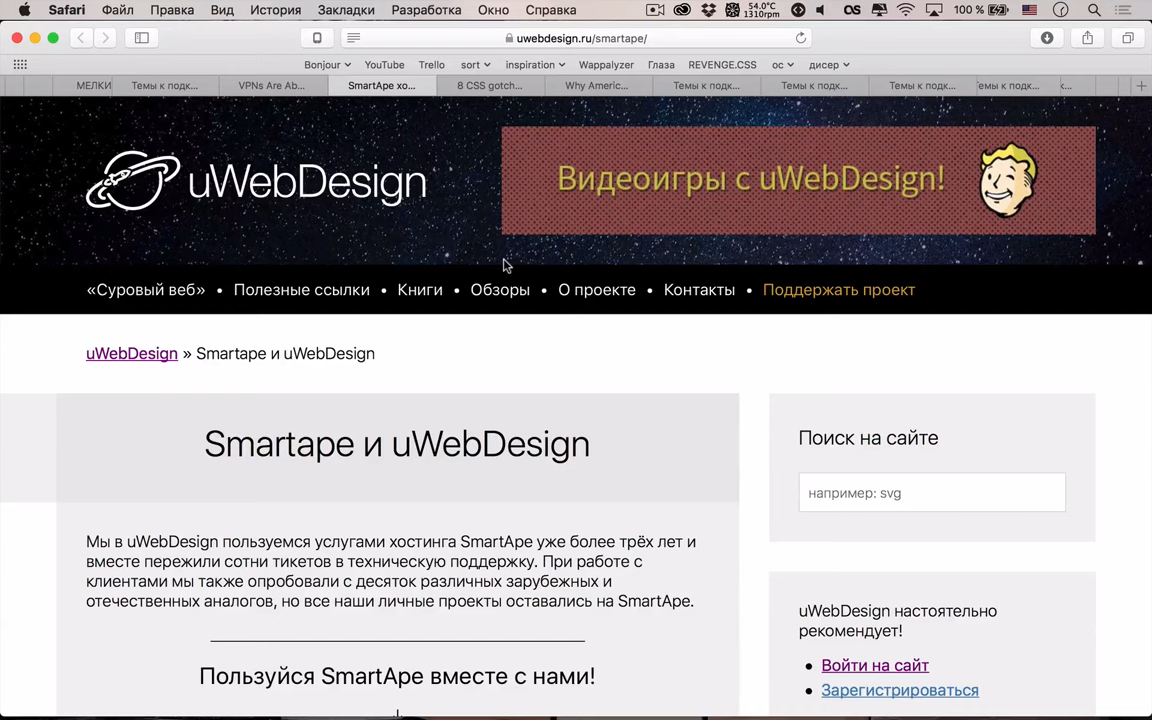 Safari Файл Правка Вид История Закладки Разработка Окно Справка 54.0°C 1310rpm 100 %
uwebdesign.ru/smartape/
Bonjour YouTube Trello sort inspiration Wappalyzer Глаза REVENGE.CSS ос дисер
МЕЛКИ Темы к подк... VPNs Are Ab... SmartApe хо... 8 CSS gotch... Why Americ... Темы к подк... Темы к подк... Темы к подк... Темы к подк...
uWebDesign
Видеоигры с uWebDesign!
«Суровый веб» • Полезные ссылки • Книги • Обзоры • О проекте • Контакты • Поддержать проект
uWebDesign » Smartape и uWebDesign
Smartape и uWebDesign
Мы в uWebDesign пользуемся услугами хостинга SmartApe уже более трёх лет и
вместе пережили сотни тикетов в техническую поддержку. При работе с
клиентами мы также опробовали с десяток различных зарубежных и
отечественных аналогов, но все наши личные проекты оставались на SmartApe.
Пользуйся SmartApe вместе с нами!
Поиск на сайте
например: svg
uWebDesign настоятельно
рекомендует!
• Войти на сайт
• Зарегистрироваться